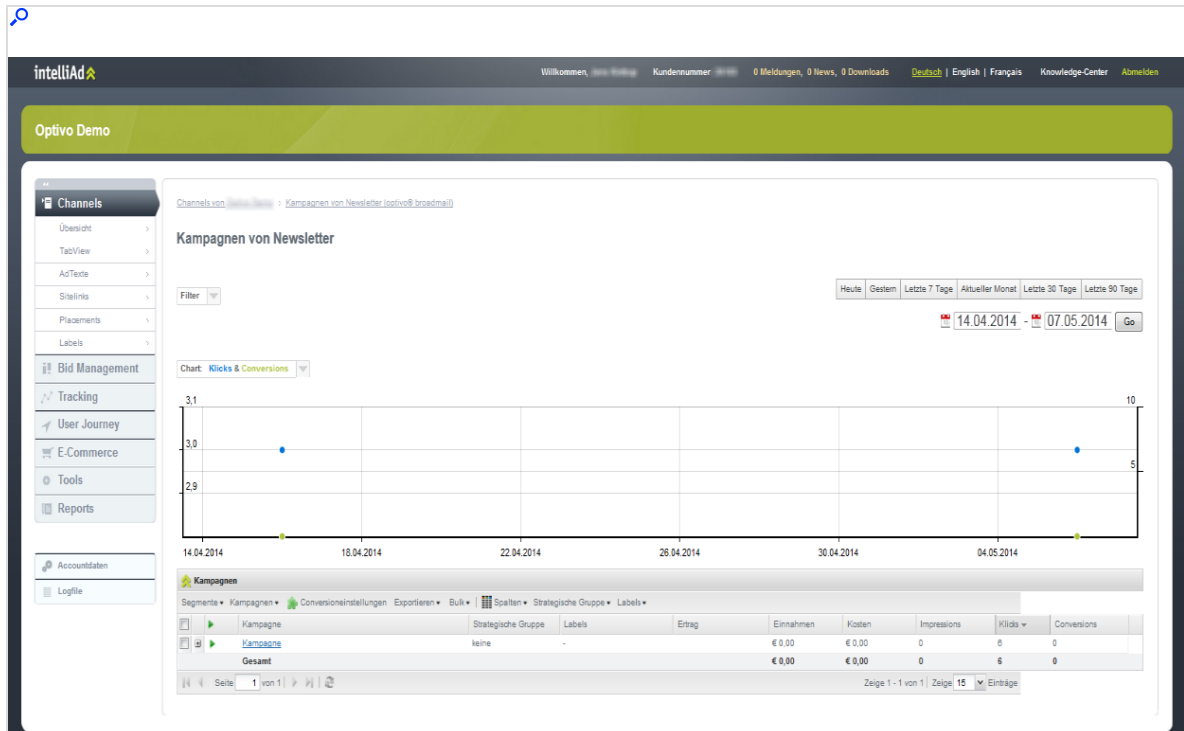 intelliAd
Willkommen, Kundennummer 0 Meldungen, 0 News, 0 Downloads Deutsch | English | Français Knowledge-Center Abmelden
Optivo Demo
Channels
Übersicht
TabView
AdTexte
Sitelinks
Placements
Labels
Bid Management
Tracking
User Journey
E-Commerce
Tools
Reports
Accountdaten
Logfile
Channels von > Kampagnen von Newsletter (optivo® broadmail)
Kampagnen von Newsletter
Filter
Heute Gestern Letzte 7 Tage Aktueller Monat Letzte 30 Tage Letzte 90 Tage
14.04.2014 - 07.05.2014 Go
Chart: Klicks & Conversions
3,1 10
3,0
5
2,9
14.04.2014 18.04.2014 22.04.2014 26.04.2014 30.04.2014 04.05.2014
Kampagnen
Segmente Kampagnen Conversioneinstellungen Exportieren Bulk Spalten Strategische Gruppe Labels
Kampagne Strategische Gruppe Labels Ertrag Einnahmen Kosten Impressions Klicks Conversions
Kampagne keine - € 0,00 € 0,00 0 6 0
Gesamt € 0,00 € 0,00 0 6 0
Seite 1 von 1 Zeige 1 - 1 von 1 Zeige 15 Einträge